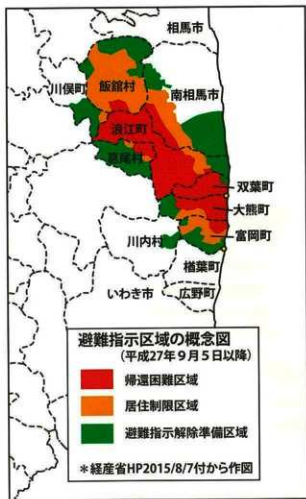 相馬市
川俣町
飯舘村
南相馬市
浪江町
葛尾村
双葉町
大熊町
富岡町
川内村
楢葉町
いわき市
広野町
避難指示区域の概念図
(平成27年9月5日以降)
帰還困難区域
居住制限区域
避難指示解除準備区域
＊経産省HP2015/8/7付から作図